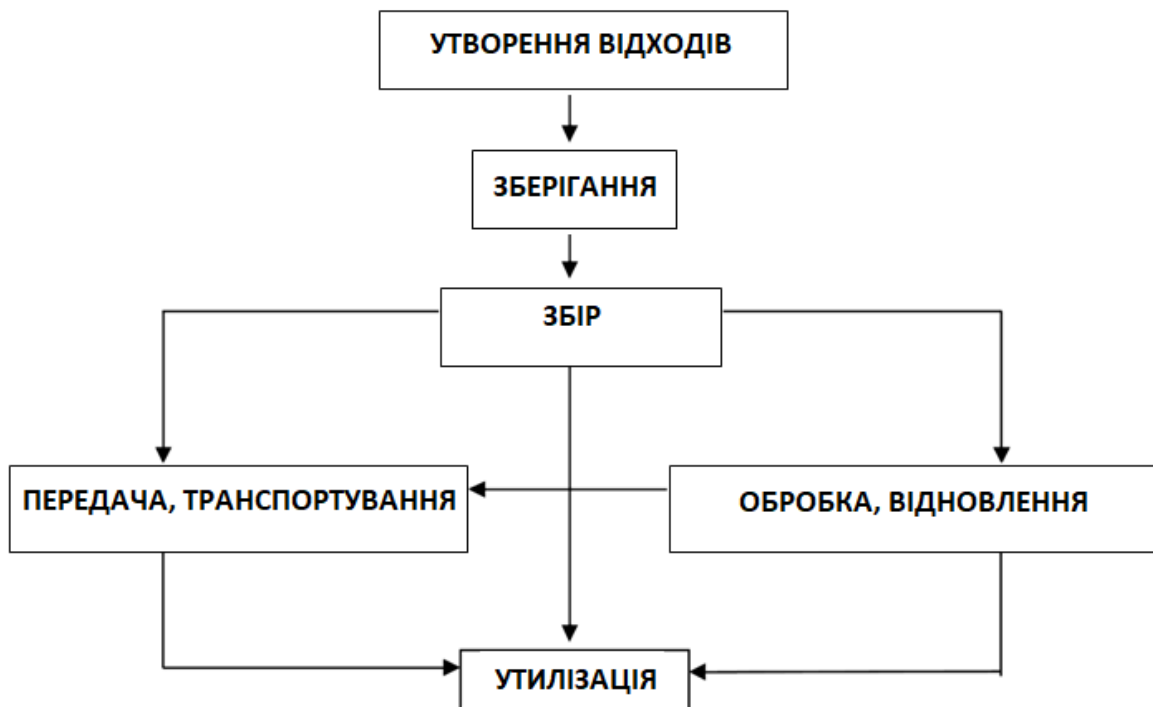 УТВОРЕННЯ ВІДХОДІВ
ЗБЕРІГАННЯ
ЗБІР
ПЕРЕДАЧА, ТРАНСПОРТУВАННЯ
ОБРОБКА, ВІДНОВЛЕННЯ
УТИЛІЗАЦІЯ